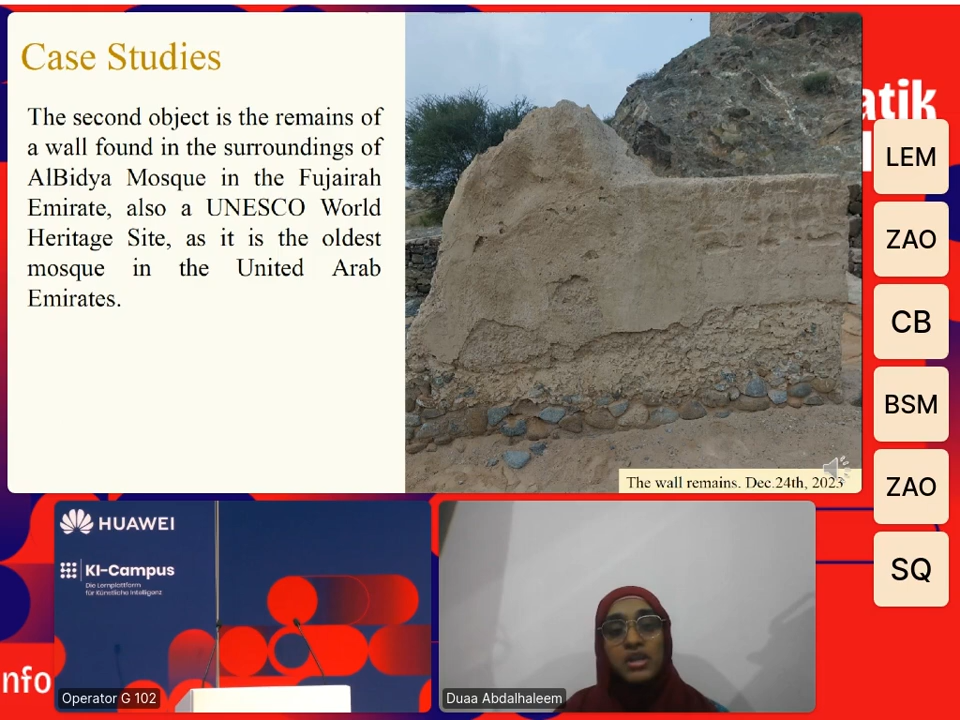 Case Studies
The second object is the remains of
a wall found in the surroundings of
AlBidya Mosque in the Fujairah
Emirate, also a UNESCO World
Heritage Site, as it is the oldest
mosque in the United Arab
Emirates.
The wall remains. Dec.24th, 2023
atik
LEM
ZAO
CB
BSM
ZAO
SQ
HUAWEI
KI-Campus
Die Lernplattform
für Künstliche Intelligenz
nfo
Operator G 102
Duaa Abdalhaleem